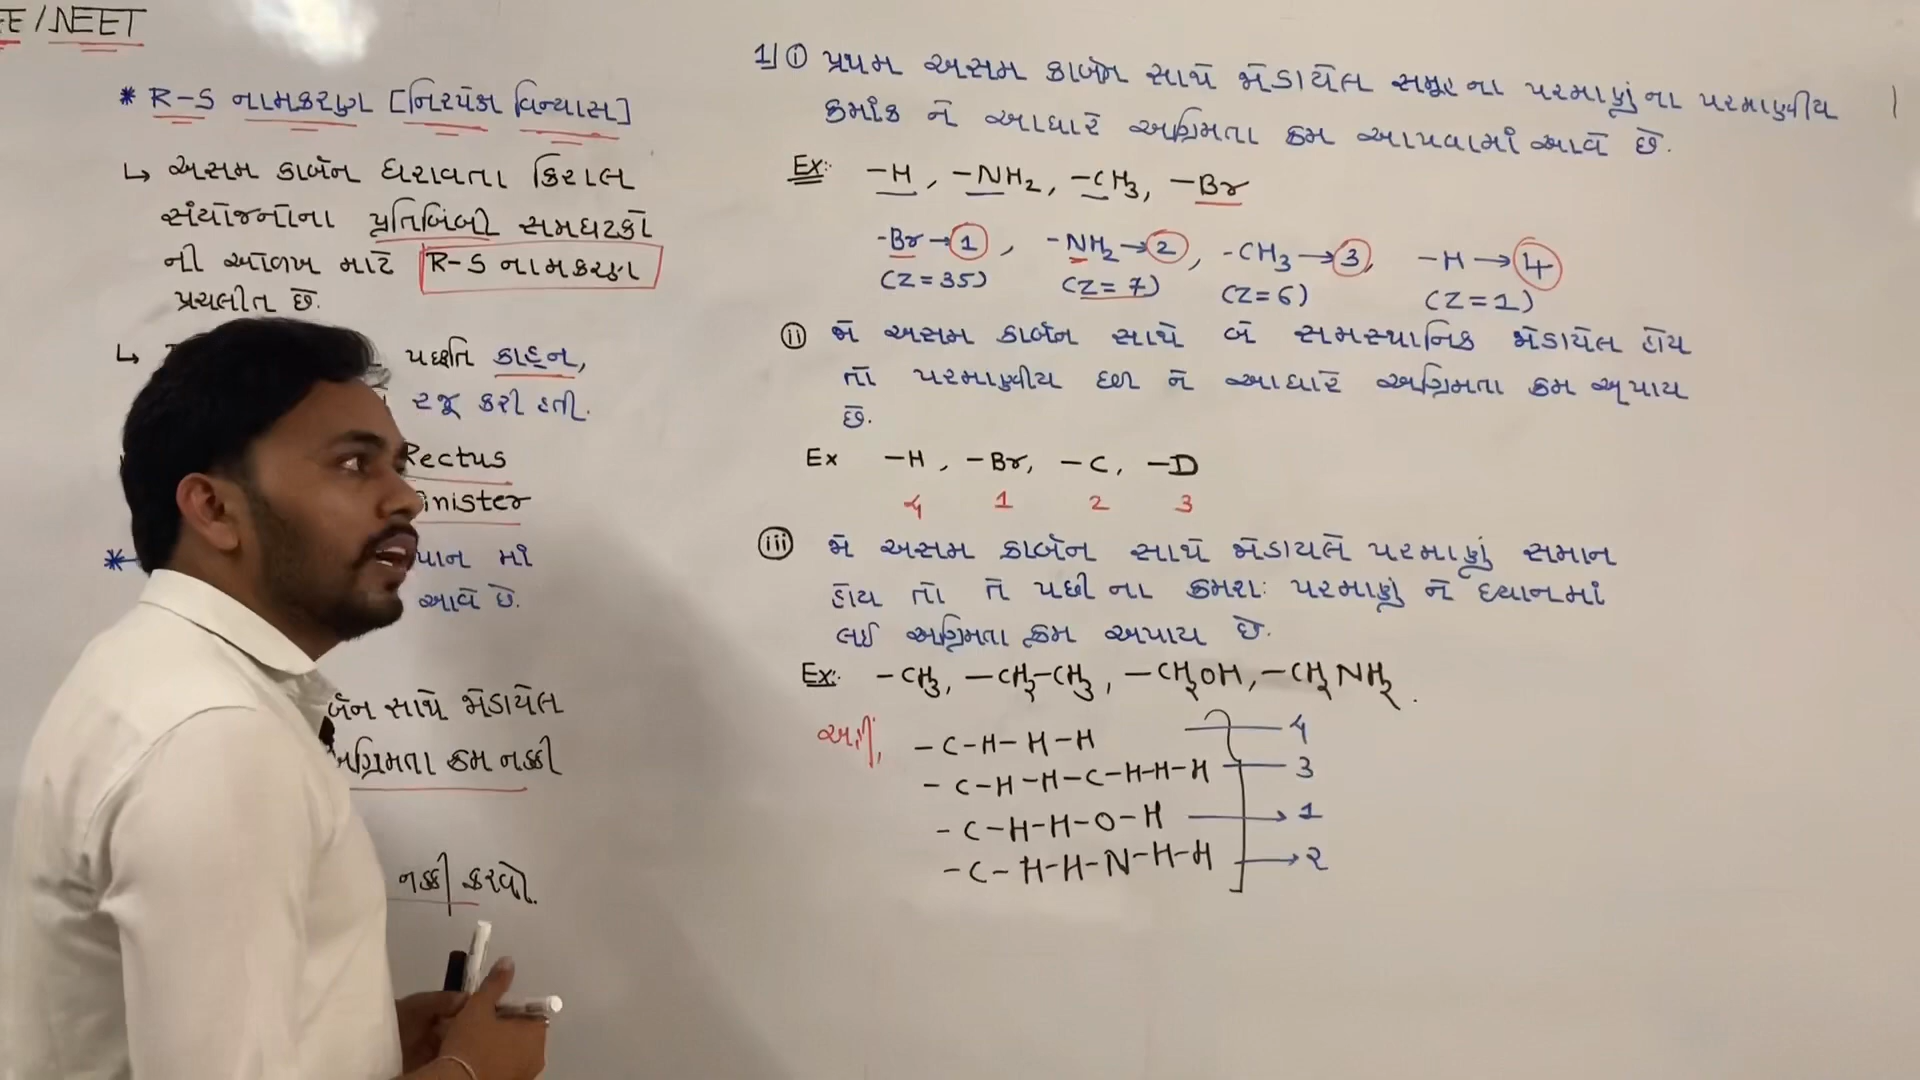 /NEET
* R-S નામકરણ [નિરપેક્ષ વિન્યાસ]
↳ અસમ કાર્બન ધરાવતા કિરાલ
સંયોજનોના પ્રતિબિંબી સમઘટકો
ની ઓળખ માટે R-S નામકરણ
પ્રચલીત છે.
↳ પદ્ધતિ કાહન,
રજૂ કરી હતી.
Rectus
માં
આવે છે.
સાથે જોડાયેલ
અગ્રિમતા ક્રમ નક્કી
નક્કી કરવો.
1) ⓘ પ્રથમ અસમ કાર્બન સાથે જોડાયેલ સમૂહના પરમાણુંના પરમાણ્વીય
ક્રમાંક ને આધારે અગ્રિમતા ક્રમ આપવામાં આવે છે.
Ex:- -H, -NH₂, -CH₃, -Br
-Br→1, -NH₂→2, -CH₃→3, -H→4
(Z=35) (Z=7) (Z=6) (Z=1)
(ii) જો અસમ કાર્બન સાથે બે સમસ્થાનિક જોડાયેલ હોય
તો પરમાણ્વીય દળ ને આધારે અગ્રિમતા ક્રમ અપાય
છે.
Ex -H, -Br, -C, -D
૪ 1 2 3
(iii) જો અસમ કાર્બન સાથે જોડાયલે પરમાણું સમાન
હોય તો તે પછી ના ક્રમશઃ પરમાણું ને ધ્યાનમાં
લઈ અગ્રિમતા ક્રમ અપાય છે.
Ex:- -CH₃, -CH₂-CH₃, -CH₂OH, -CH₂NH₂.
અહીં, -C-H-H-H ૪
-C-H-H-C-H-H-H 3
-C-H-H-O-H → 1
-C-H-H-N-H-H → ૨